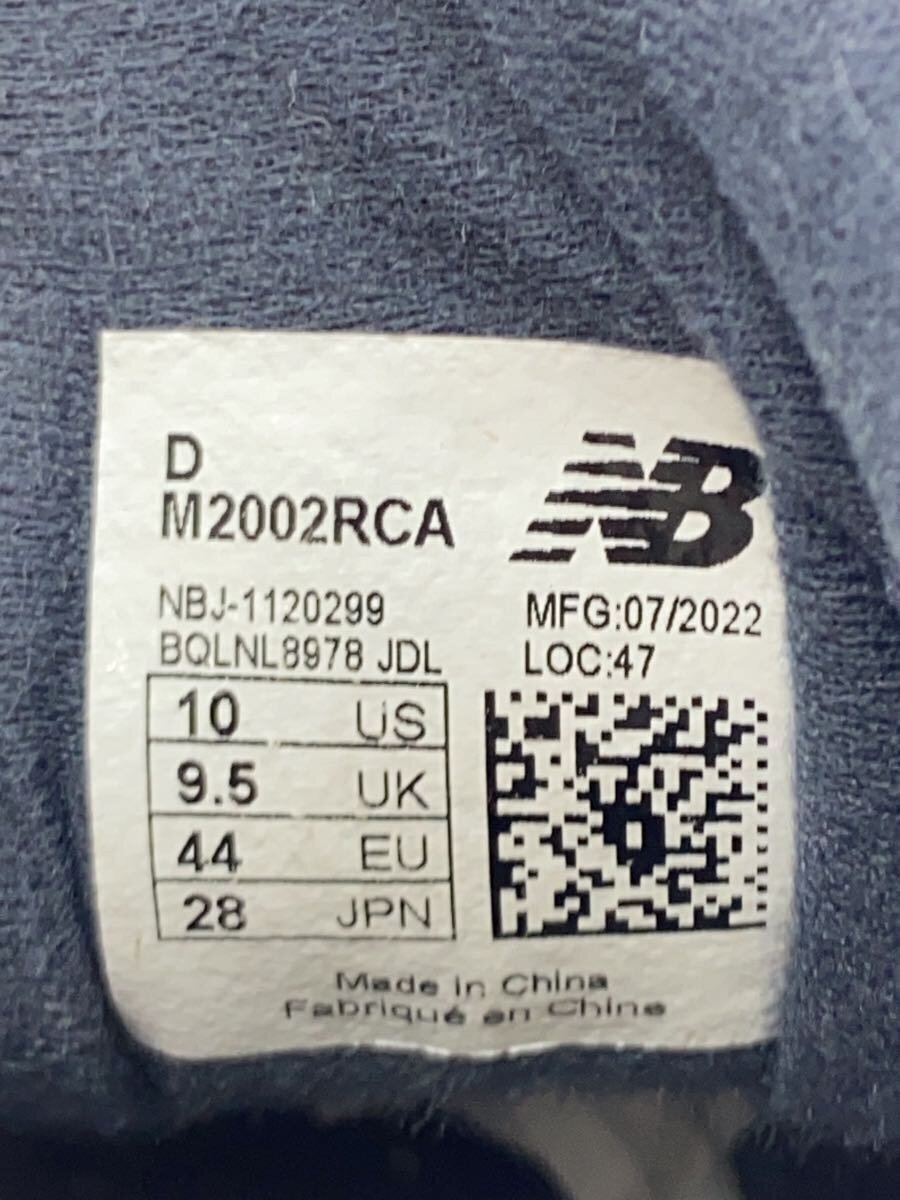 D
M2002RCA
NB
NBJ-1120299
BQLNL8978 JDL
MFG:07/2022
LOC:47
10 US
9.5 UK
44 EU
28 JPN
Made in China
Fabriqué en Chine